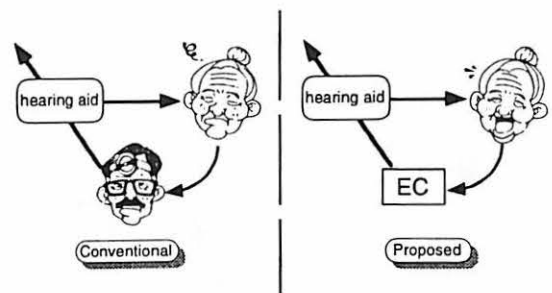 hearing aid
Conventional
hearing aid
EC
Proposed